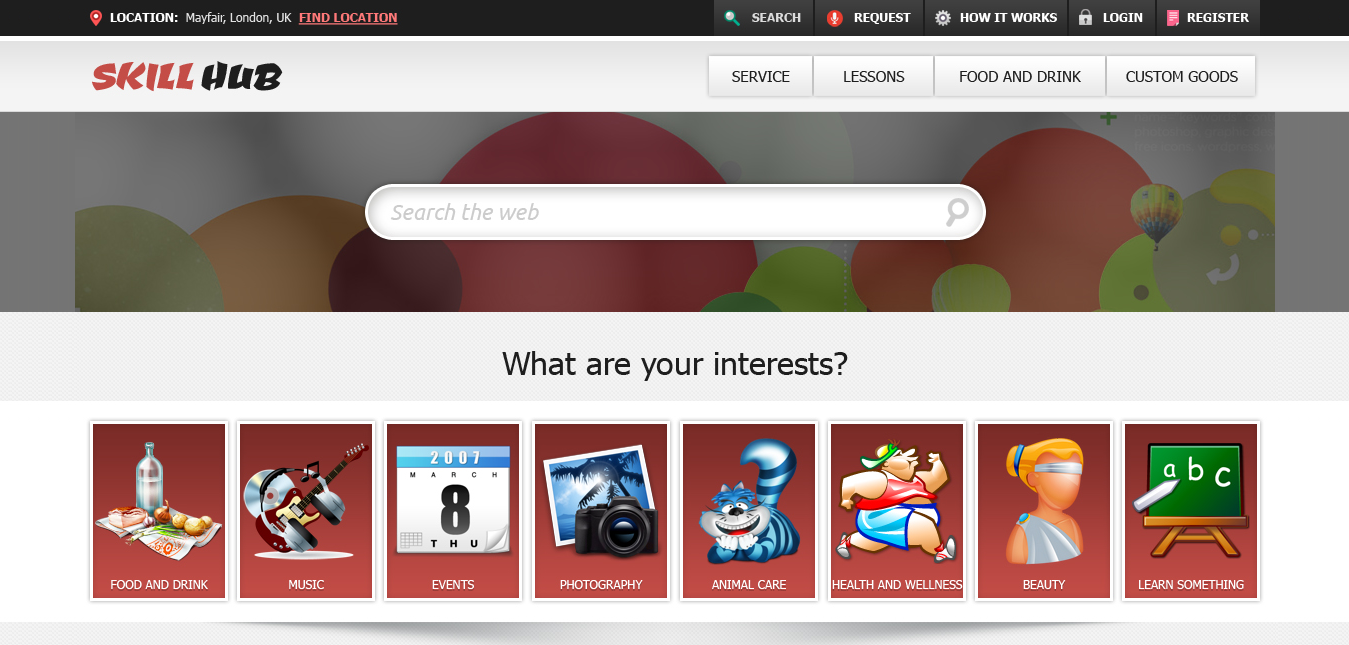 LOCATION: Mayfair, London, UK FIND LOCATION
SEARCH REQUEST HOW IT WORKS LOGIN REGISTER
SKILL HUB
SERVICE LESSONS FOOD AND DRINK CUSTOM GOODS
Search the web
What are your interests?
2007
MARCH
8
THU
a b c
FOOD AND DRINK MUSIC EVENTS PHOTOGRAPHY ANIMAL CARE HEALTH AND WELLNESS BEAUTY LEARN SOMETHING